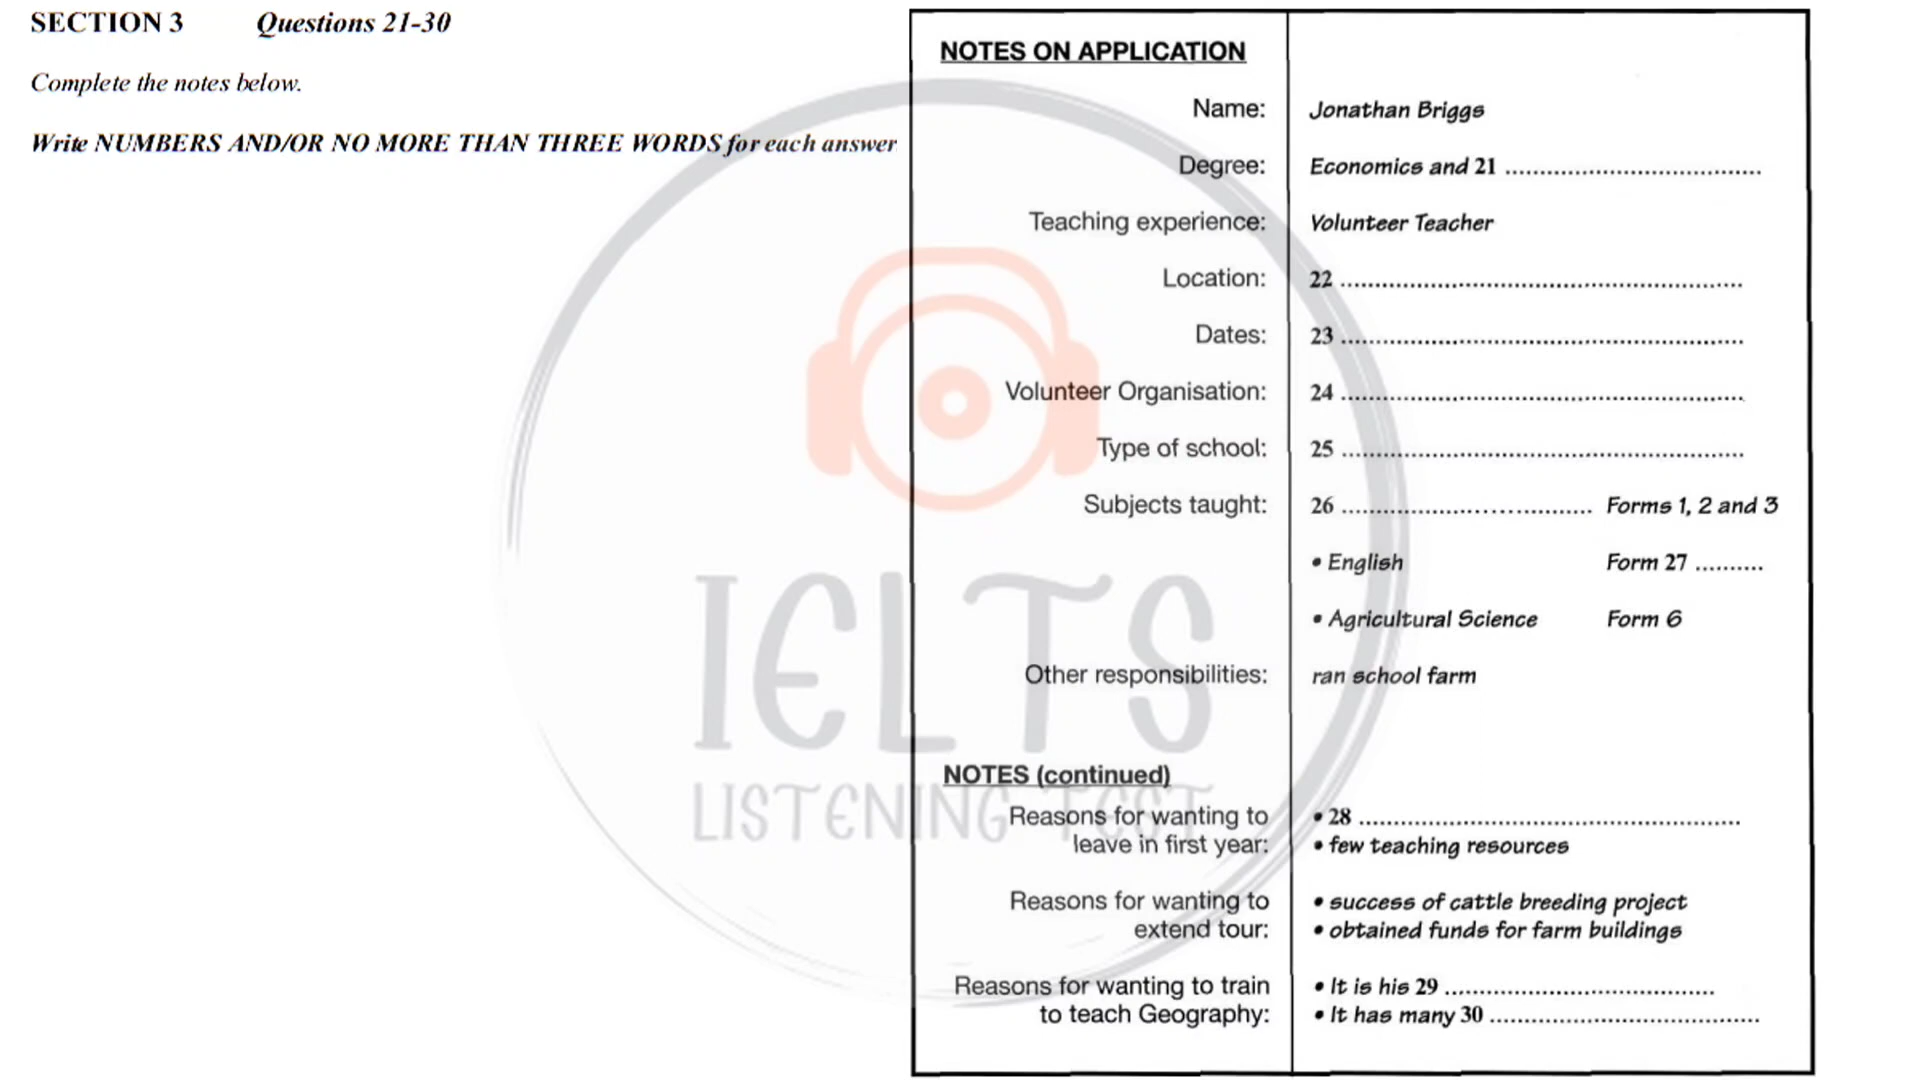 SECTION 3 Questions 21-30
Complete the notes below.
Write NUMBERS AND/OR NO MORE THAN THREE WORDS for each answer
NOTES ON APPLICATION
Name: Jonathan Briggs
Degree: Economics and 21 ....................................
Teaching experience: Volunteer Teacher
Location: 22 ..........................................................
Dates: 23 ..........................................................
Volunteer Organisation: 24 ..........................................................
Type of school: 25 ..........................................................
Subjects taught: 26 .................................... Forms 1, 2 and 3
• English Form 27 ..........
• Agricultural Science Form 6
Other responsibilities: ran school farm
NOTES (continued)
Reasons for wanting to • 28 ......................................................
leave in first year: • few teaching resources
Reasons for wanting to • success of cattle breeding project
extend tour: • obtained funds for farm buildings
Reasons for wanting to train • It is his 29 .......................................
to teach Geography: • It has many 30 .......................................
IELTS
LISTENING TEST